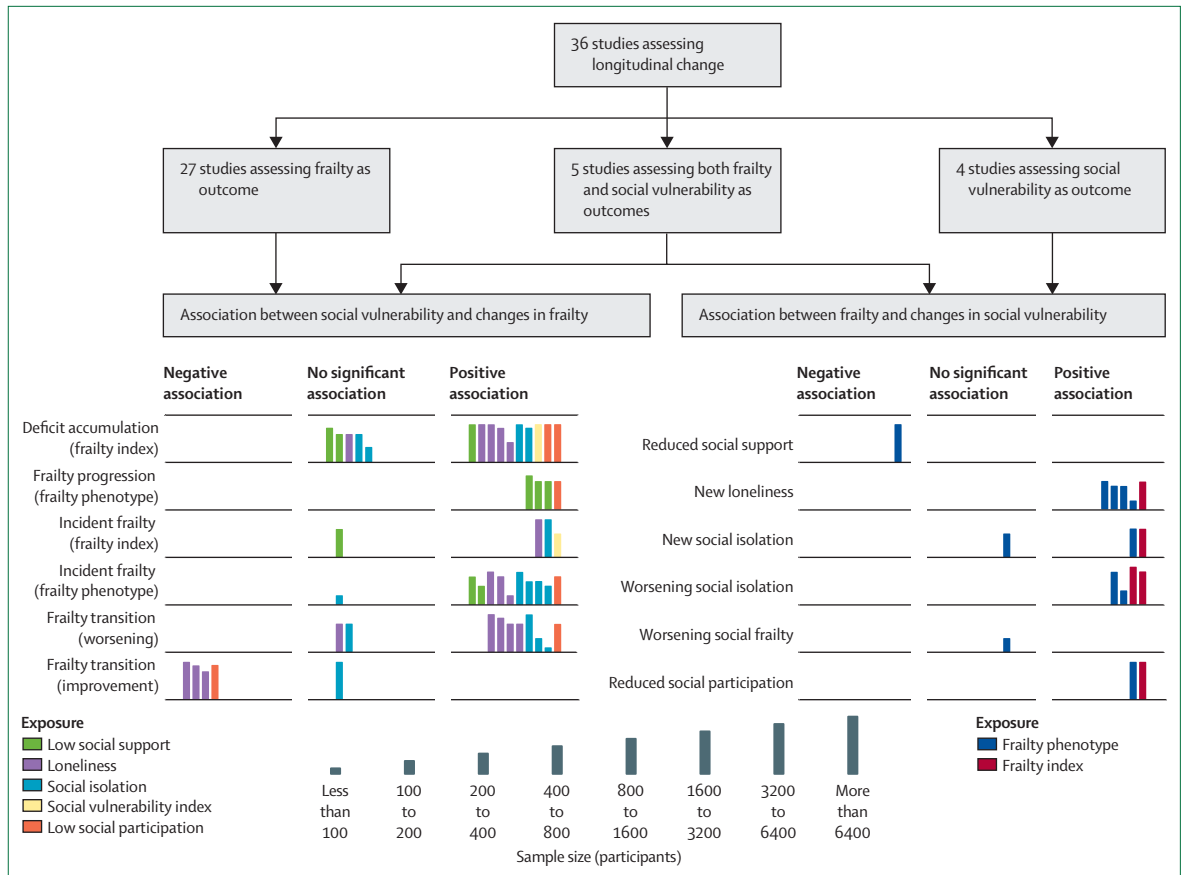 36 studies assessing
longitudinal change
27 studies assessing frailty as
outcome
5 studies assessing both frailty
and social vulnerability as
outcomes
4 studies assessing social
vulnerability as outcome
Association between social vulnerability and changes in frailty
Association between frailty and changes in social vulnerability
Negative
association
No significant
association
Positive
association
Deficit accumulation
(frailty index)
Frailty progression
(frailty phenotype)
Incident frailty
(frailty index)
Incident frailty
(frailty phenotype)
Frailty transition
(worsening)
Frailty transition
(improvement)
Negative
association
No significant
association
Positive
association
Reduced social support
New loneliness
New social isolation
Worsening social isolation
Worsening social frailty
Reduced social participation
Exposure
Low social support
Loneliness
Social isolation
Social vulnerability index
Low social participation
Less
than
100
100
to
200
200
to
400
400
to
800
800
to
1600
1600
to
3200
3200
to
6400
More
than
6400
Sample size (participants)
Exposure
Frailty phenotype
Frailty index